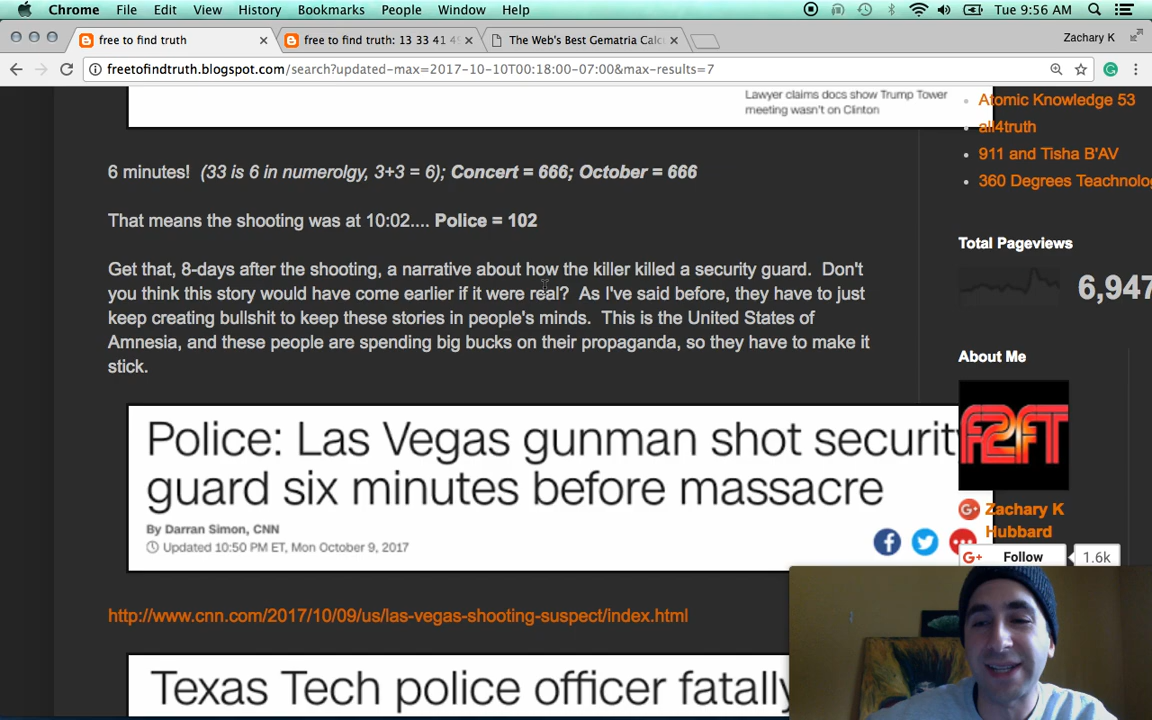 Chrome File Edit View History Bookmarks People Window Help Tue 9:56 AM
free to find truth × free to find truth: 13 33 41 × The Web's Best Gematria Calc × Zachary K
freetofindtruth.blogspot.com/search?updated-max=2017-10-10T00:18:00-07:00&max-results=7
Lawyer claims docs show Trump Tower
meeting wasn't on Clinton
6 minutes! (33 is 6 in numerolgy, 3+3 = 6); Concert = 666; October = 666
That means the shooting was at 10:02.... Police = 102
Get that, 8-days after the shooting, a narrative about how the killer killed a security guard. Don't
you think this story would have come earlier if it were real? As I've said before, they have to just
keep creating bullshit to keep these stories in people's minds. This is the United States of
Amnesia, and these people are spending big bucks on their propaganda, so they have to make it
stick.
Police: Las Vegas gunman shot securit
guard six minutes before massacre
By Darran Simon, CNN
Updated 10:50 PM ET, Mon October 9, 2017
http://www.cnn.com/2017/10/09/us/las-vegas-shooting-suspect/index.html
Texas Tech police officer fatally
Atomic Knowledge 53
all4truth
911 and Tisha B'AV
360 Degrees Teachnolo
Total Pageviews
6,947
About Me
F2FT
G+ Zachary K
Hubbard
G+ Follow 1.6k